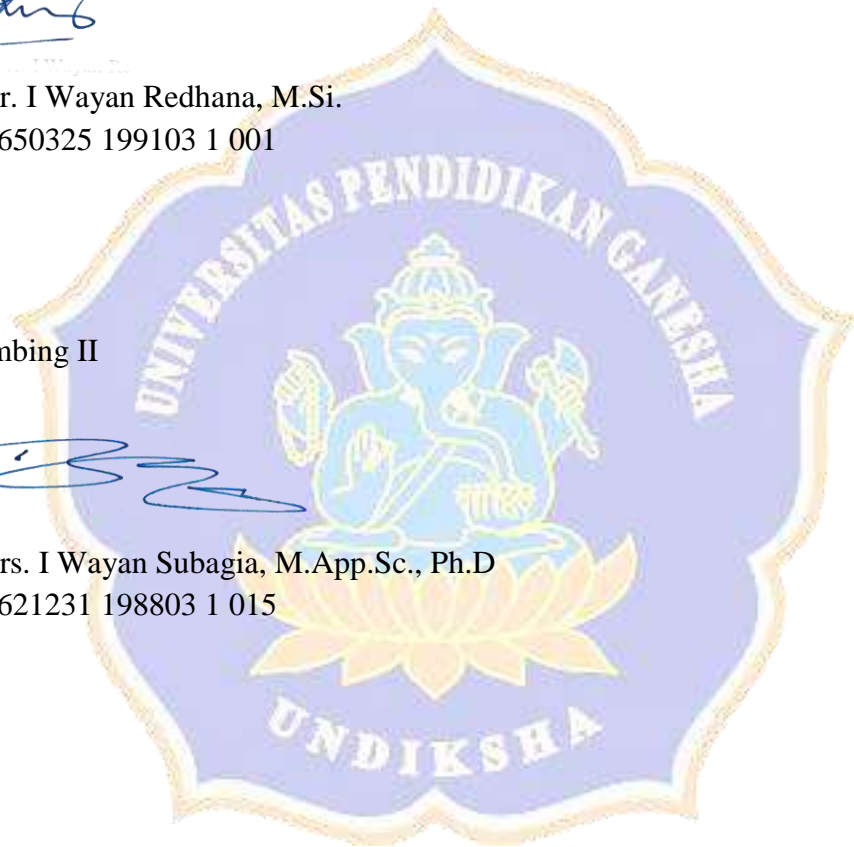 r. I Wayan Redhana, M.Si.
650325 199103 1 001
UNIVERSITAS PENDIDIKAN GANESHA
mbing II
rs. I Wayan Subagia, M.App.Sc., Ph.D
621231 198803 1 015
UNDIKSHA